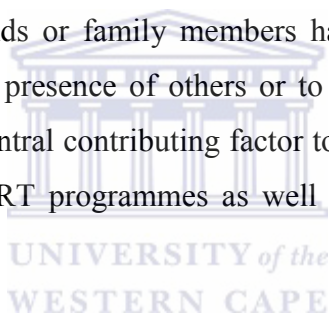 ds or family members ha
presence of others or to
ntral contributing factor to
RT programmes as well
UNIVERSITY of the
WESTERN CAPE